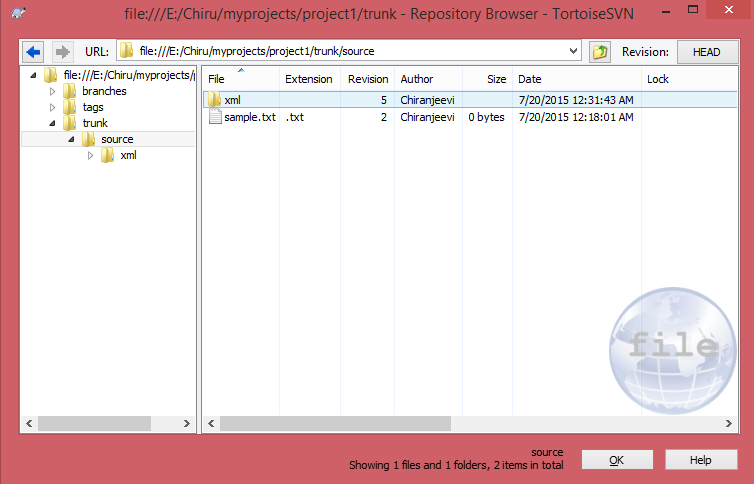 file:///E:/Chiru/myprojects/project1/trunk - Repository Browser - TortoiseSVN
URL: file:///E:/Chiru/myprojects/project1/trunk/source Revision: HEAD
file:///E:/Chiru/myprojects/p
branches
tags
trunk
source
xml
File Extension Revision Author Size Date Lock
xml 5 Chiranjeevi 7/20/2015 12:31:43 AM
sample.txt .txt 2 Chiranjeevi 0 bytes 7/20/2015 12:18:01 AM
file
source
Showing 1 files and 1 folders, 2 items in total
OK Help